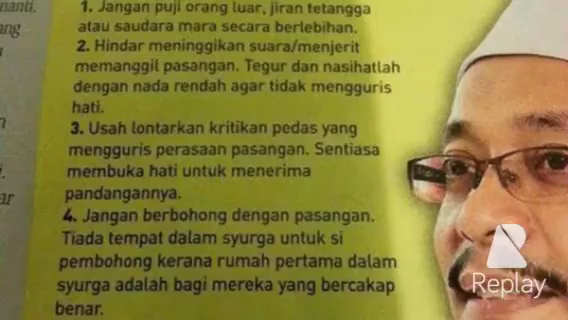 nanti.
ang
1. Jangan puji orang luar, jiran tetangga
atau saudara mara secara berlebihan.
2. Hindar meninggikan suara/menjerit
memanggil pasangan. Tegur dan nasihatlah
dengan nada rendah agar tidak mengguris
hati.
3. Usah lontarkan kritikan pedas yang
mengguris perasaan pasangan. Sentiasa
membuka hati untuk menerima
pandangannya.
4. Jangan berbohong dengan pasangan.
Tiada tempat dalam syurga untuk si
pembohong kerana rumah pertama dalam
syurga adalah bagi mereka yang bercakap
benar.
ar
Replay